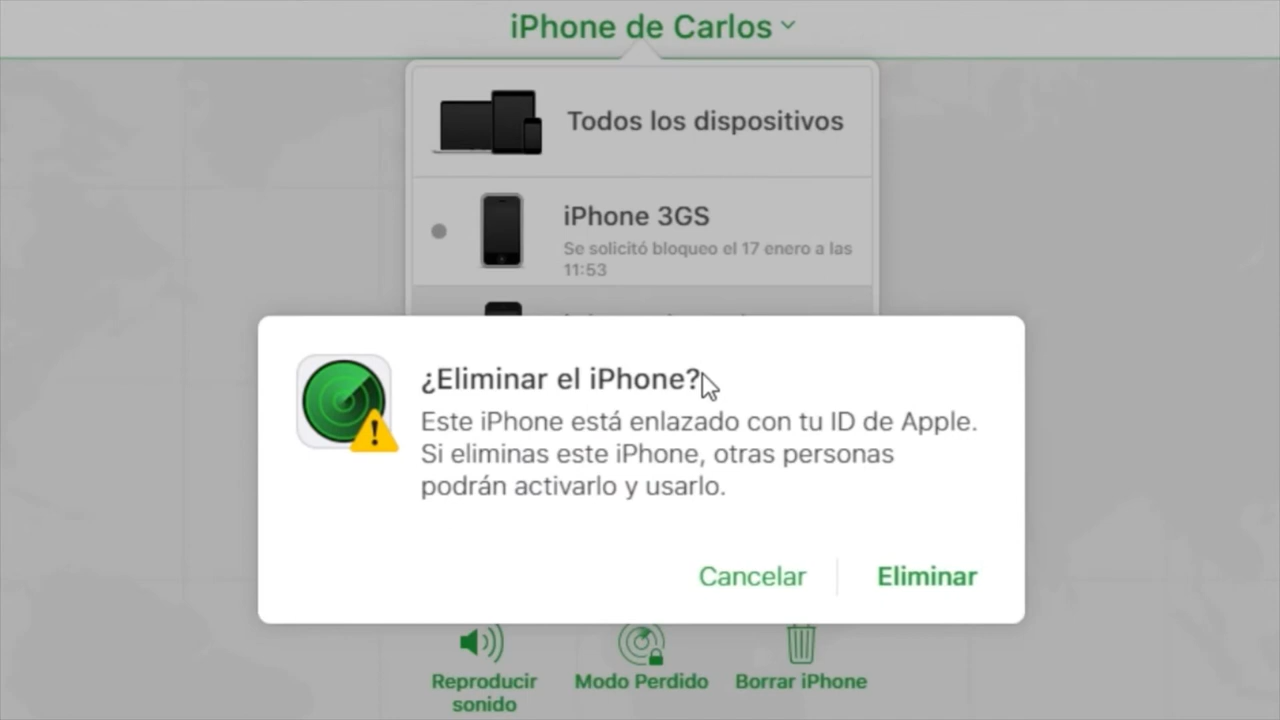 iPhone de Carlos
Todos los dispositivos
iPhone 3GS
Se solicitó bloqueo el 17 enero a las
11:53
¿Eliminar el iPhone?
Este iPhone está enlazado con tu ID de Apple.
Si eliminas este iPhone, otras personas
podrán activarlo y usarlo.
Cancelar
Eliminar
Reproducir
sonido
Modo Perdido
Borrar iPhone